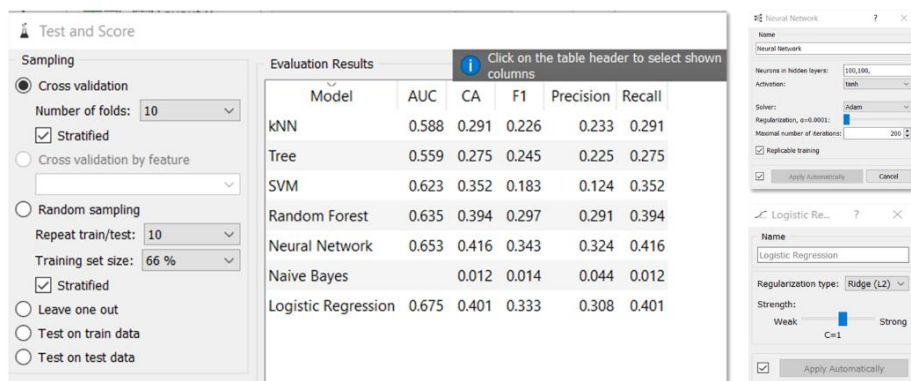 Test and Score
Sampling
Cross validation
Number of folds: 10
Stratified
Cross validation by feature
Random sampling
Repeat train/test: 10
Training set size: 66 %
Stratified
Leave one out
Test on train data
Test on test data
Evaluation Results
Click on the table header to select shown
columns
Model AUC CA F1 Precision Recall
kNN 0.588 0.291 0.226 0.233 0.291
Tree 0.559 0.275 0.245 0.225 0.275
SVM 0.623 0.352 0.183 0.124 0.352
Random Forest 0.635 0.394 0.297 0.291 0.394
Neural Network 0.653 0.416 0.343 0.324 0.416
Naive Bayes 0.012 0.014 0.044 0.012
Logistic Regression 0.675 0.401 0.333 0.308 0.401
Neural Network ? ×
Name
Neural Network
Neurons in hidden layers: 100,100,
Activation: tanh
Solver: Adam
Regularization, α=0.0001:
Maximal number of iterations: 200
Replicable training
Apply Automatically Cancel
Logistic Re... ? ×
Name
Logistic Regression
Regularization type: Ridge (L2)
Strength:
Weak Strong
C=1
Apply Automatically